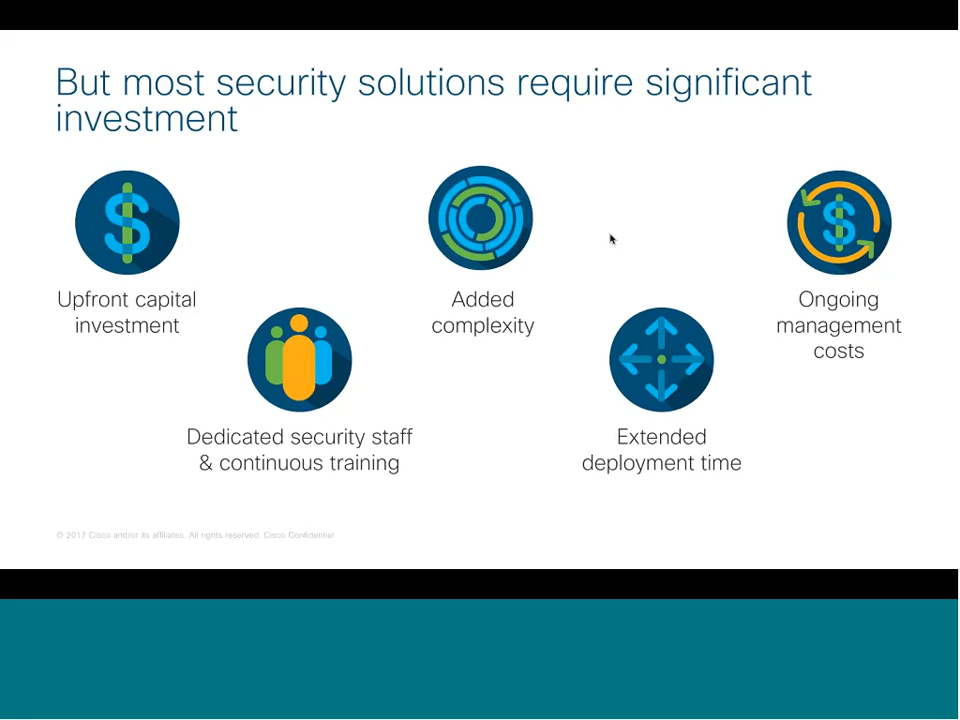 But most security solutions require significant
investment
Upfront capital
investment
Dedicated security staff
& continuous training
Added
complexity
Extended
deployment time
Ongoing
management
costs
© 2017 Cisco and/or its affiliates. All rights reserved. Cisco Confidential